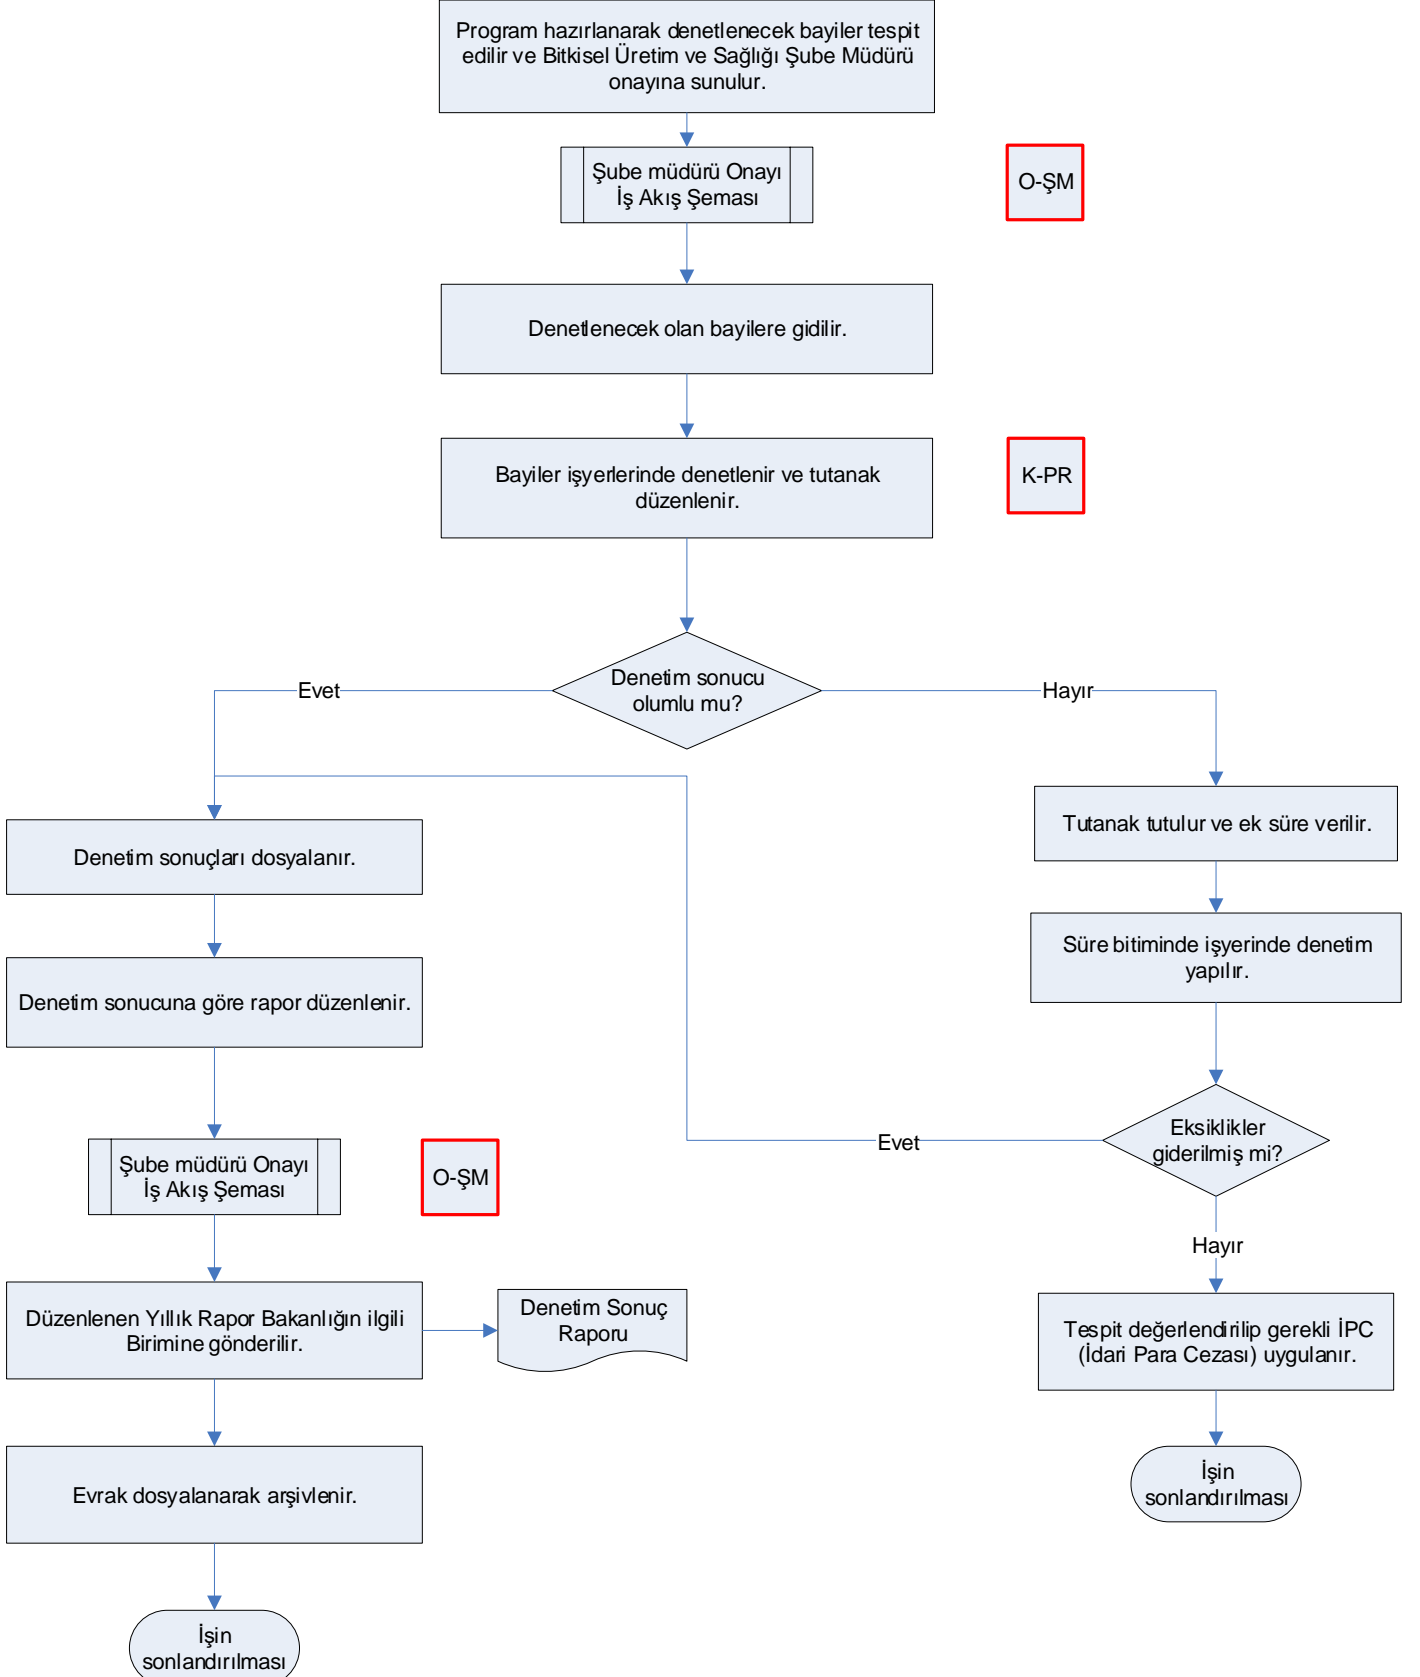 Program hazırlanarak denetlenecek bayiler tespit
edilir ve Bitkisel Üretim ve Sağlığı Şube Müdürü
onayına sunulur.
Şube müdürü Onayı
İş Akış Şeması
O-ŞM
Denetlenecek olan bayilere gidilir.
Bayiler işyerlerinde denetlenir ve tutanak
düzenlenir.
K-PR
Denetim sonucu
olumlu mu?
Evet
Hayır
Tutanak tutulur ve ek süre verilir.
Denetim sonuçları dosyalanır.
Süre bitiminde işyerinde denetim
yapılır.
Denetim sonucuna göre rapor düzenlenir.
Eksiklikler
giderilmiş mi?
Evet
Şube müdürü Onayı
İş Akış Şeması
O-ŞM
Hayır
Düzenlenen Yıllık Rapor Bakanlığın ilgili
Birimine gönderilir.
Denetim Sonuç
Raporu
Tespit değerlendirilip gerekli İPC
(İdari Para Cezası) uygulanır.
Evrak dosyalanarak arşivlenir.
İşin
sonlandırılması
İşin
sonlandırılması